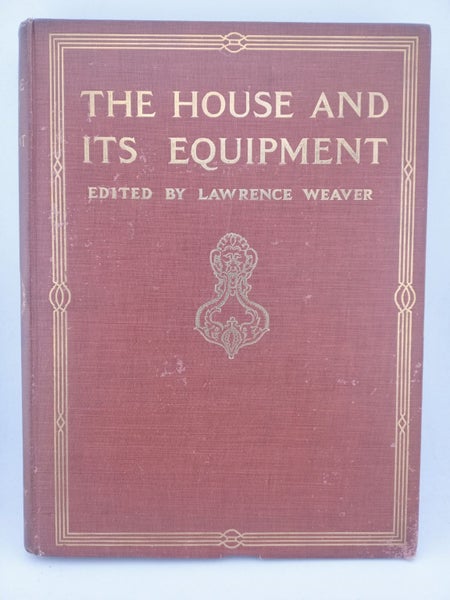 THE HOUSE AND
ITS EQUIPMENT
EDITED BY LAWRENCE WEAVER